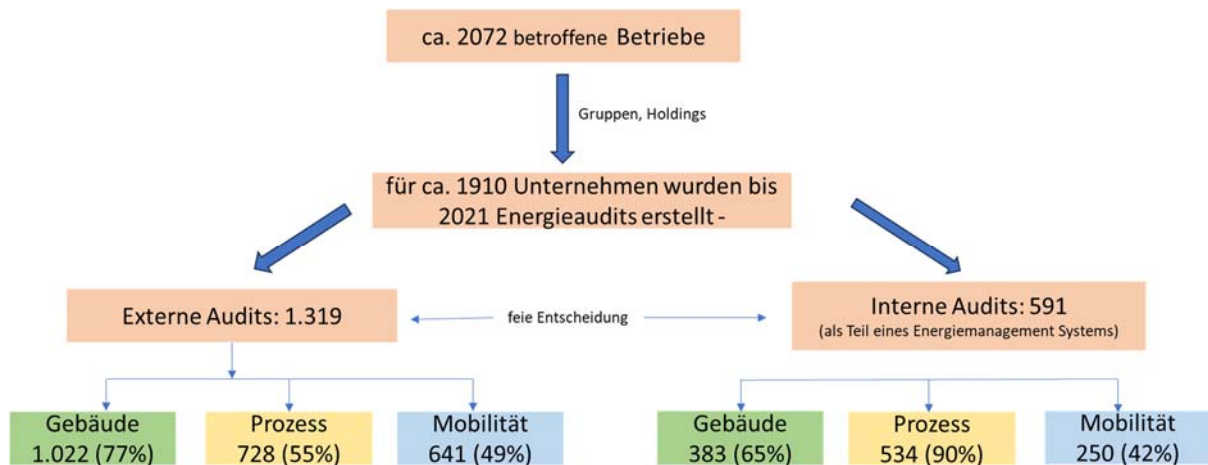 ca. 2072 betroffene Betriebe
Gruppen, Holdings
für ca. 1910 Unternehmen wurden bis
2021 Energieaudits erstellt -
Externe Audits: 1.319
feie Entscheidung
Interne Audits: 591
(als Teil eines Energiemanagement Systems)
Gebäude
1.022 (77%)
Prozess
728 (55%)
Mobilität
641 (49%)
Gebäude
383 (65%)
Prozess
534 (90%)
Mobilität
250 (42%)